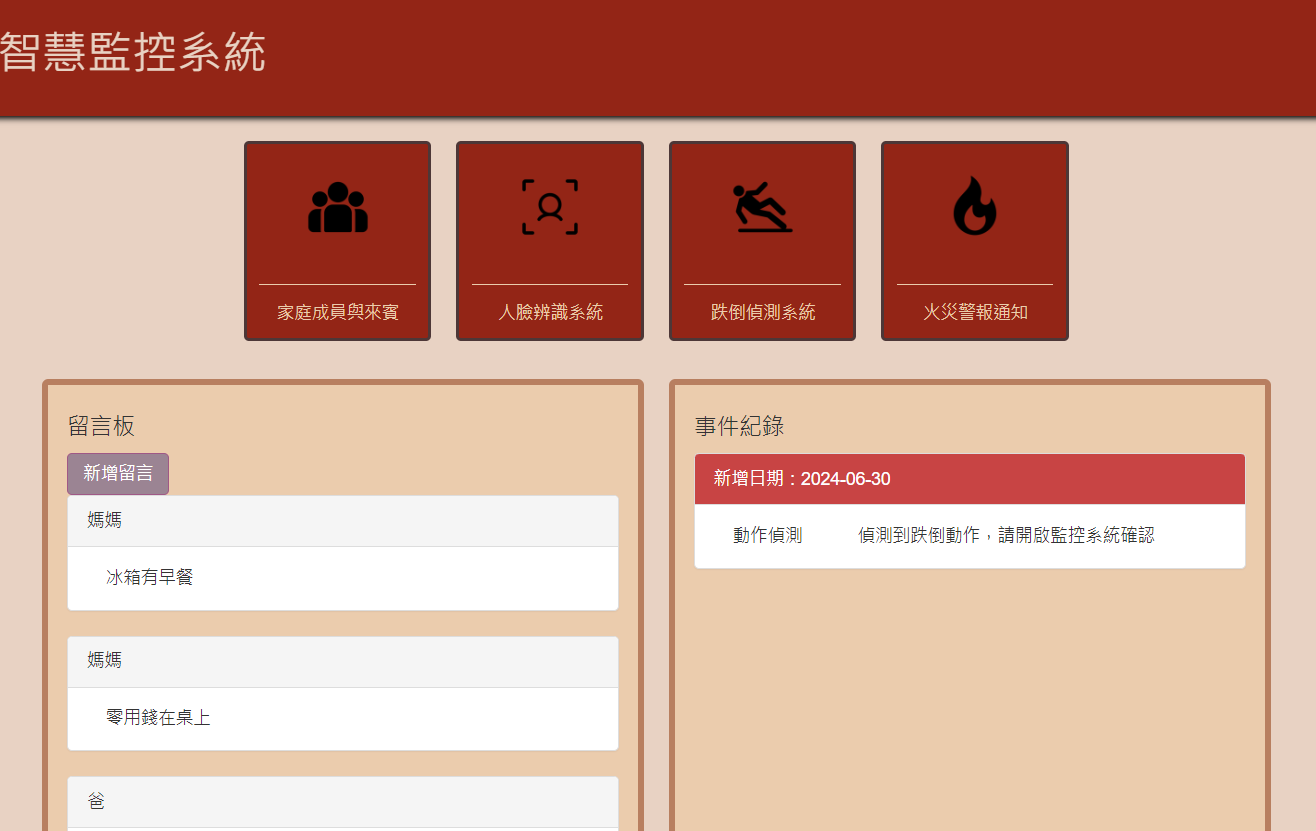 智慧監控系統
家庭成員與來賓
人臉辨識系統
跌倒偵測系統
火災警報通知
留言板
新增留言
媽媽
冰箱有早餐
媽媽
零用錢在桌上
爸
事件紀錄
新增日期：2024-06-30
動作偵測 偵測到跌倒動作，請開啟監控系統確認